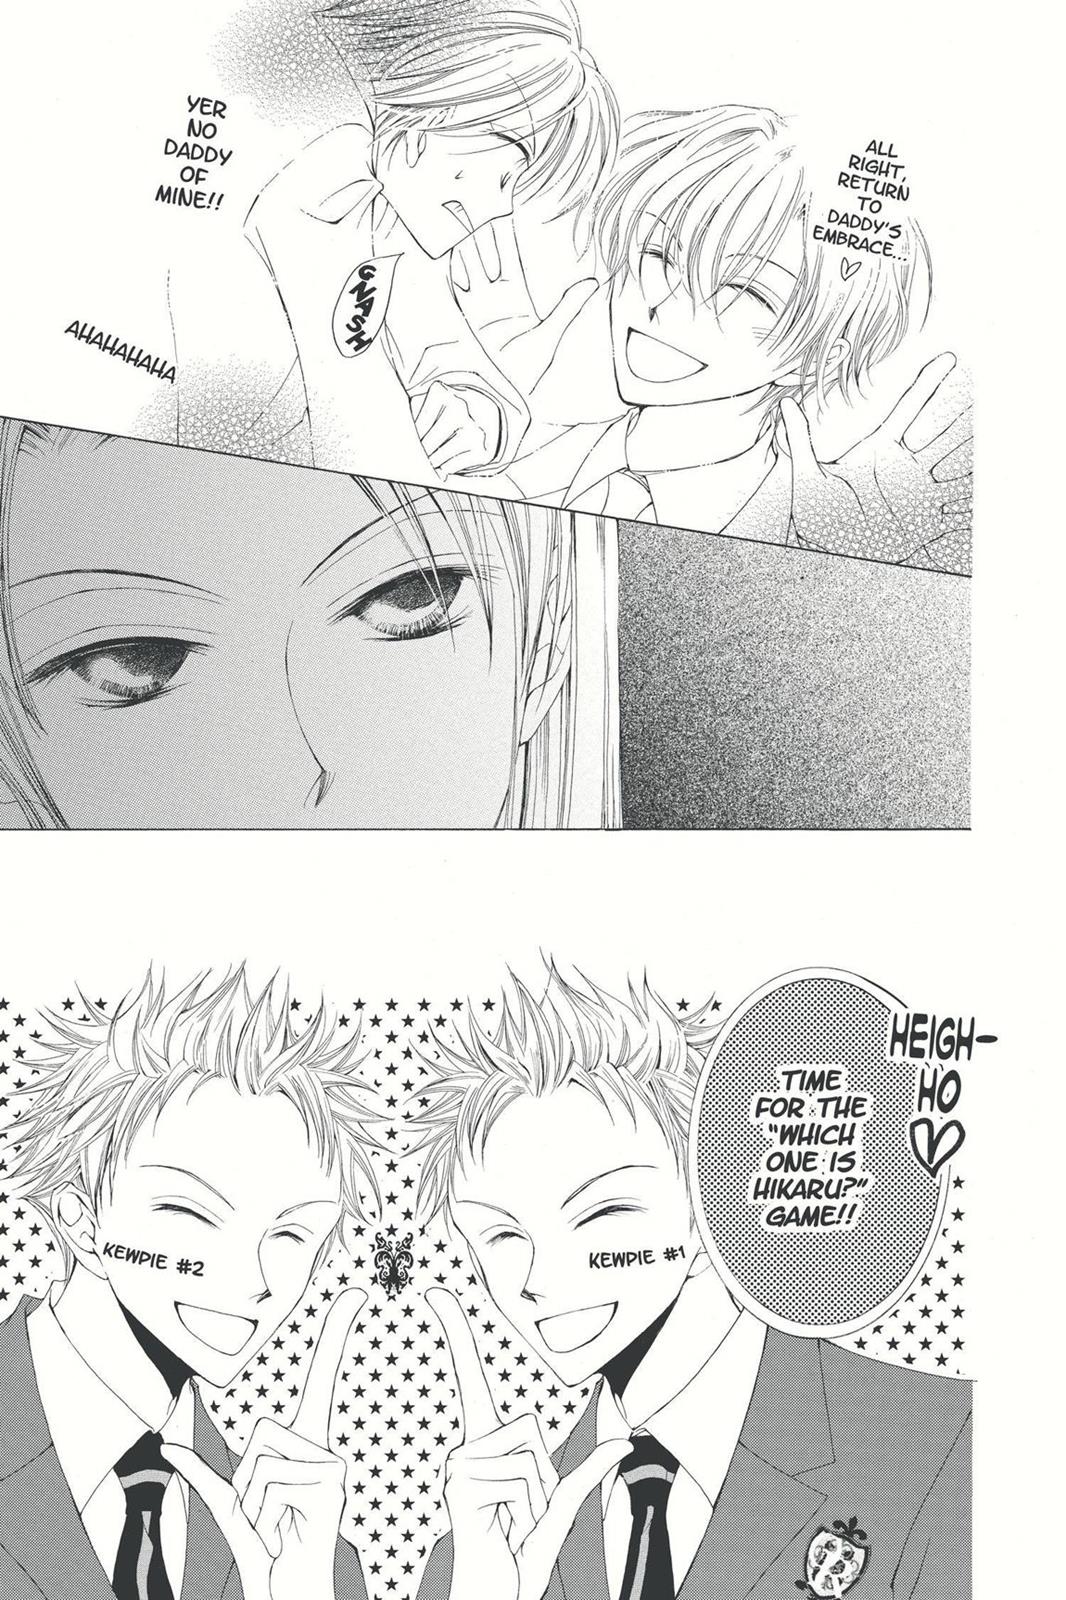 ALL
RIGHT,
RETURN
TO
DADDY'S
EMBRACE...
YER
NO
DADDY
OF
MINE!!
GNASH
AHAHAHAHA
HEIGH-
HO
TIME
FOR THE
"WHICH
ONE IS
HIKARU?"
GAME!!
KEWPIE #1
KEWPIE #2